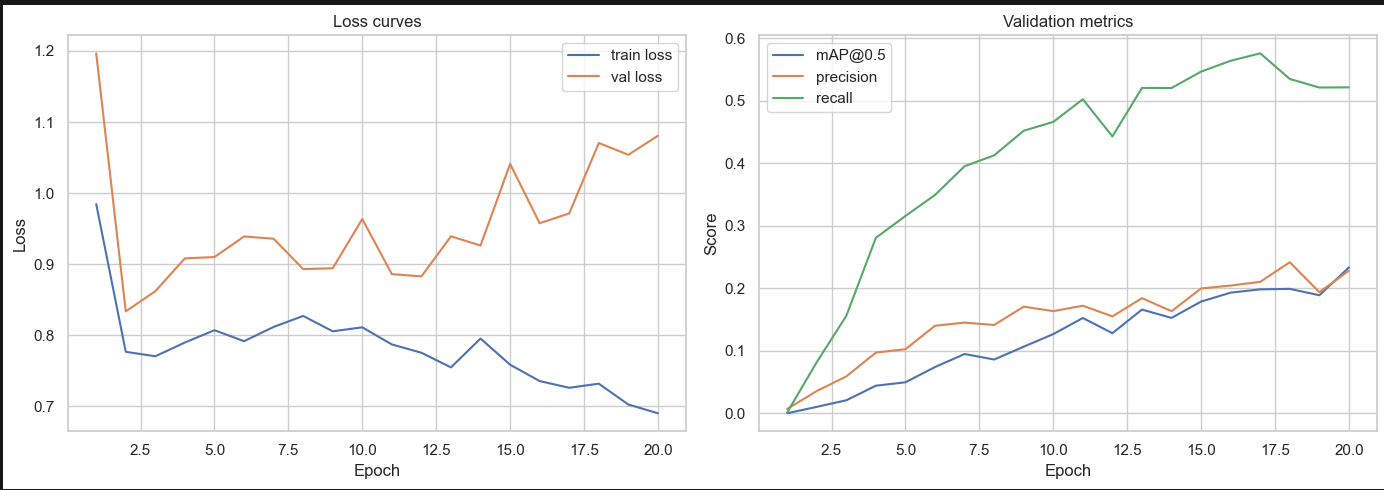 Loss curves
1.2
1.1
1.0
0.9
0.8
0.7
Loss
train loss
val loss
2.5 5.0 7.5 10.0 12.5 15.0 17.5 20.0
Epoch
Validation metrics
0.6
0.5
0.4
0.3
0.2
0.1
0.0
Score
mAP@0.5
precision
recall
2.5 5.0 7.5 10.0 12.5 15.0 17.5 20.0
Epoch